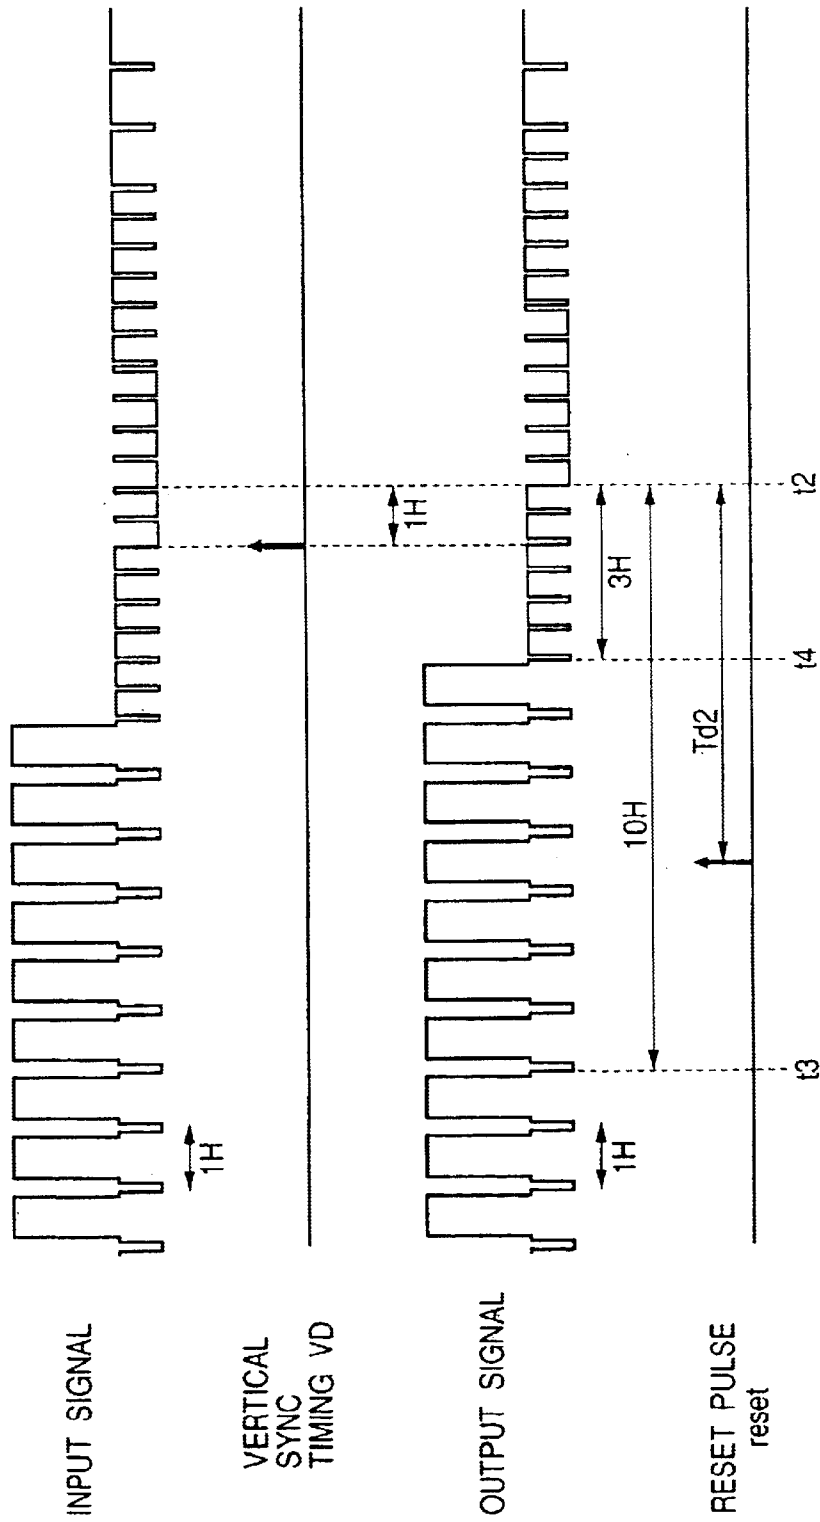 INPUT SIGNAL
1H
VERTICAL
SYNC
TIMING VD
1H
OUTPUT SIGNAL
1H
3H
10H
Td2
RESET PULSE
reset
t3
t4
t2